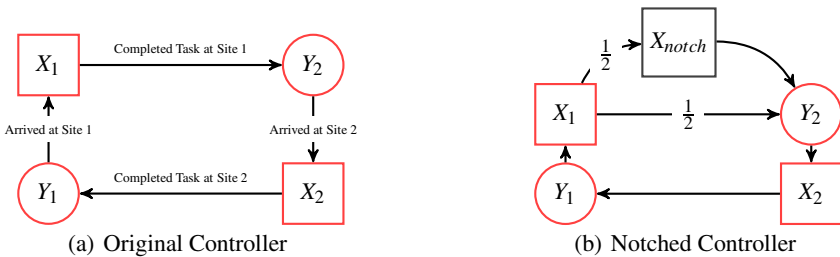 X₁
Completed Task at Site 1
Y₂
Arrived at Site 1
Arrived at Site 2
Y₁
Completed Task at Site 2
X₂
(a) Original Controller
X_notch
1/2
X₁
1/2
Y₂
Y₁
X₂
(b) Notched Controller